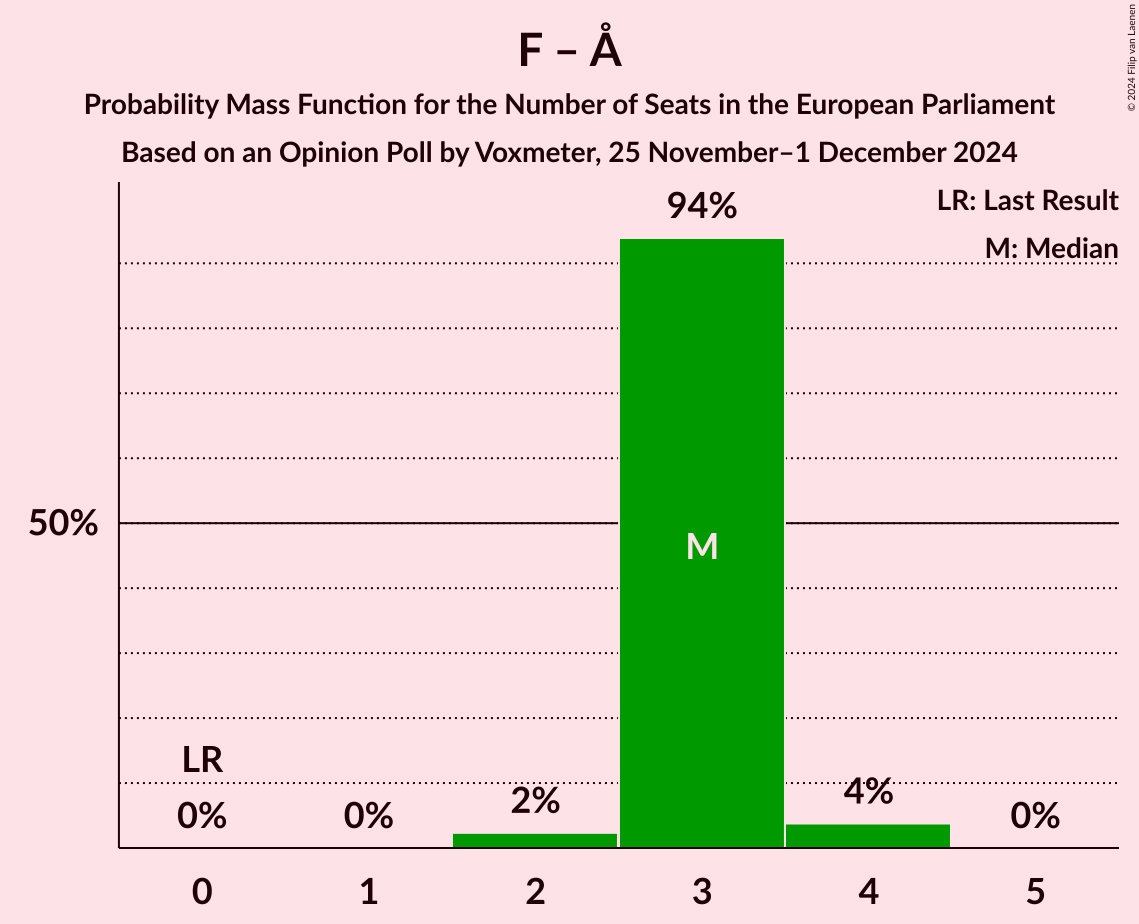 F – Å
Probability Mass Function for the Number of Seats in the European Parliament
Based on an Opinion Poll by Voxmeter, 25 November–1 December 2024
© 2024 Filip van Laenen
LR: Last Result
M: Median
94%
50%
M
LR
0%
0%
2%
4%
0%
0
1
2
3
4
5